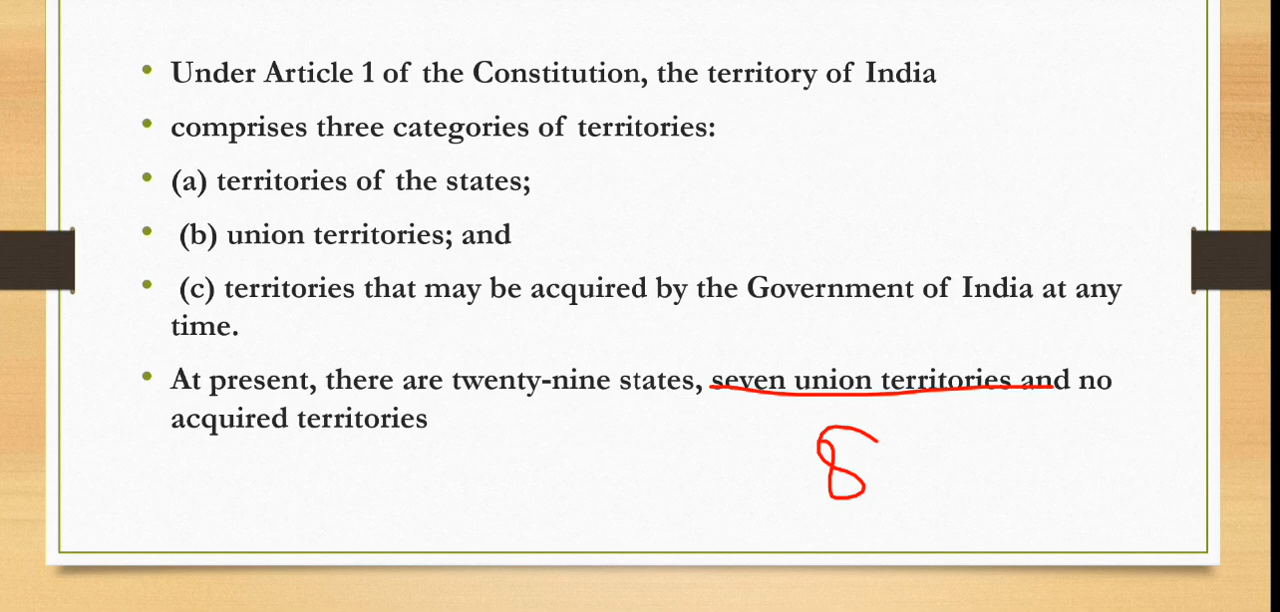 • Under Article 1 of the Constitution, the territory of India
• comprises three categories of territories:
• (a) territories of the states;
• (b) union territories; and
• (c) territories that may be acquired by the Government of India at any
time.
• At present, there are twenty-nine states, seven union territories and no
acquired territories
8